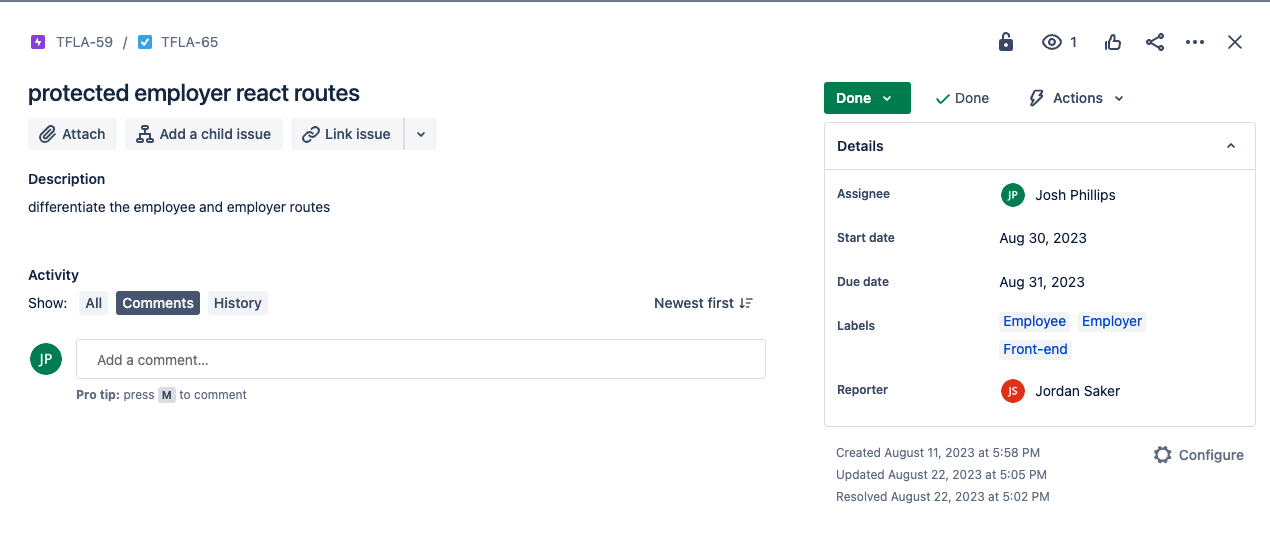 TFLA-59 / TFLA-65
1
protected employer react routes
Attach
Add a child issue
Link issue
Description
differentiate the employee and employer routes
Activity
Show: All Comments History
Newest first
JP
Add a comment...
Pro tip: press M to comment
Done
Done
Actions
Details
Assignee
JP Josh Phillips
Start date
Aug 30, 2023
Due date
Aug 31, 2023
Labels
Employee Employer
Front-end
Reporter
JS Jordan Saker
Created August 11, 2023 at 5:58 PM
Updated August 22, 2023 at 5:05 PM
Resolved August 22, 2023 at 5:02 PM
Configure